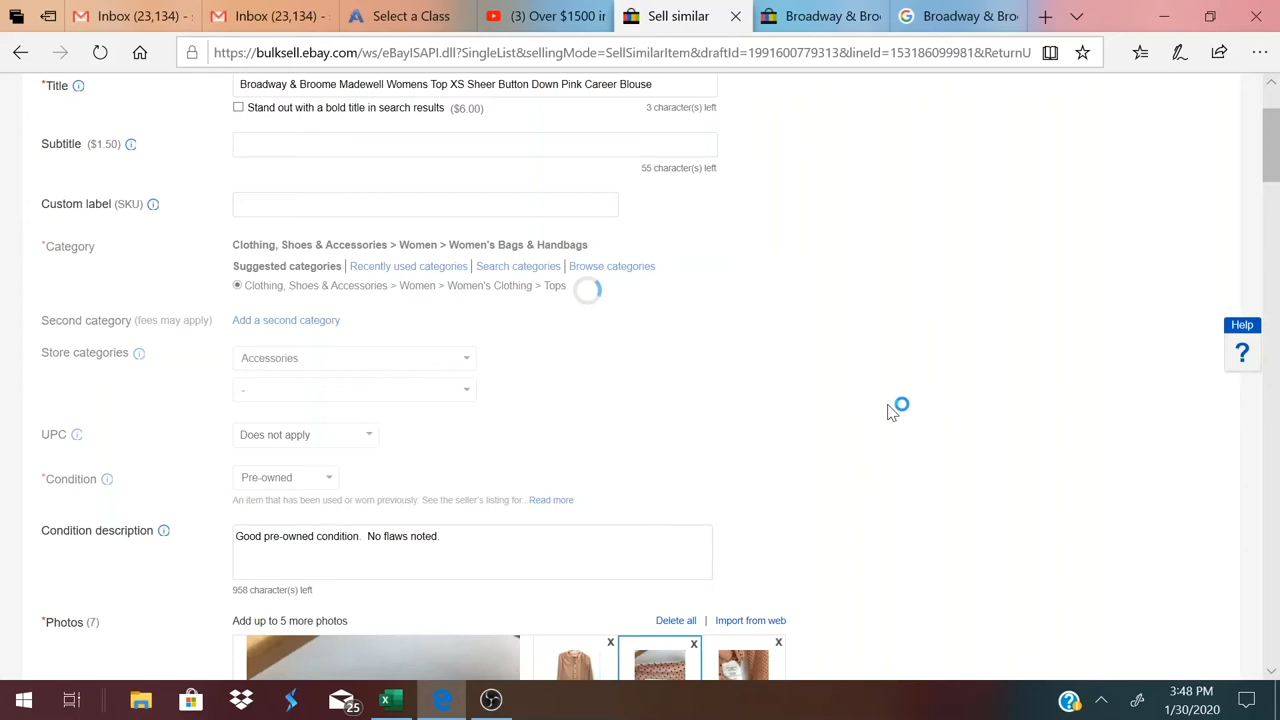 Inbox (23,134) -
Inbox (23,134) -
Select a Class
(3) Over $1500 in
Sell similar
Broadway & Bro
Broadway & Bro
https://bulksell.ebay.com/ws/eBayISAPI.dll?SingleList&sellingMode=SellSimilarItem&draftId=1991600779313&lineId=153186099981&ReturnU
*Title
Broadway & Broome Madewell Womens Top XS Sheer Button Down Pink Career Blouse
Stand out with a bold title in search results ($6.00)
3 character(s) left
Subtitle ($1.50)
55 character(s) left
Custom label (SKU)
*Category
Clothing, Shoes & Accessories > Women > Women's Bags & Handbags
Suggested categories | Recently used categories | Search categories | Browse categories
Clothing, Shoes & Accessories > Women > Women's Clothing > Tops
Second category (fees may apply)
Add a second category
Store categories
Accessories
-
UPC
Does not apply
*Condition
Pre-owned
An item that has been used or worn previously. See the seller's listing for... Read more
Condition description
Good pre-owned condition. No flaws noted.
958 character(s) left
*Photos (7)
Add up to 5 more photos
Delete all | Import from web
X
X
X
Help
?
25
3:48 PM
1/30/2020